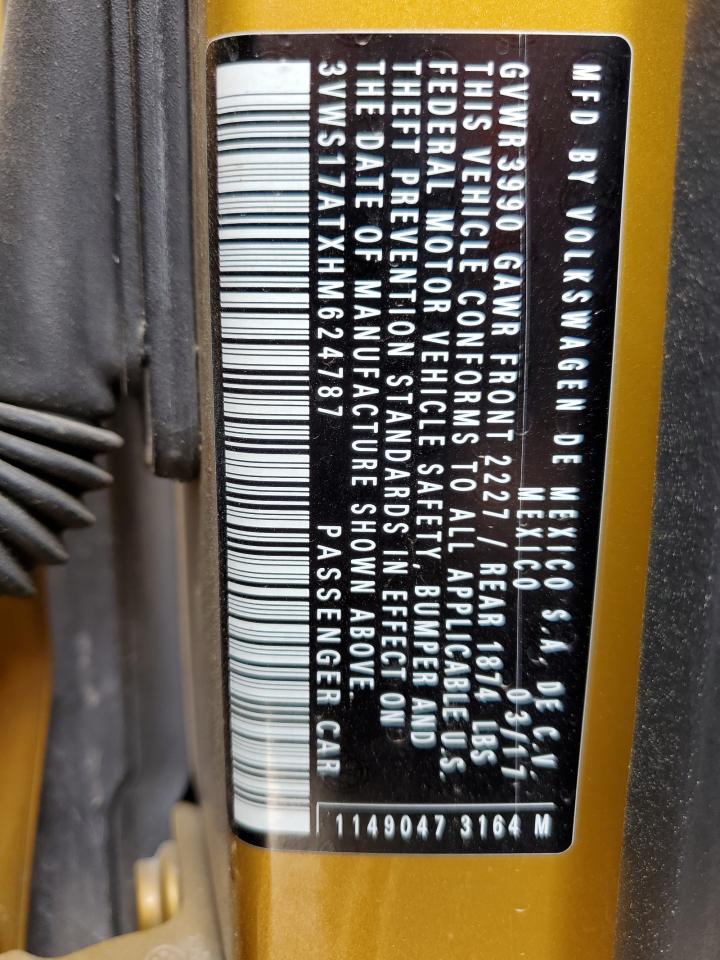 MFD BY VOLKSWAGEN DE MEXICO S.A, DE C.V.
MEXICO 03/17
GVWR3990 GAWR FRONT 2227 / REAR 1874 LBS
THIS VEHICLE CONFORMS TO ALL APPLICABLE U.S.
FEDERAL MOTOR VEHICLE SAFETY, BUMPER AND
THEFT PREVENTION STANDARDS IN EFFECT ON
THE DATE OF MANUFACTURE SHOWN ABOVE
3VWS17ATXHM624787 PASSENGER CAR
1149047 3164 M